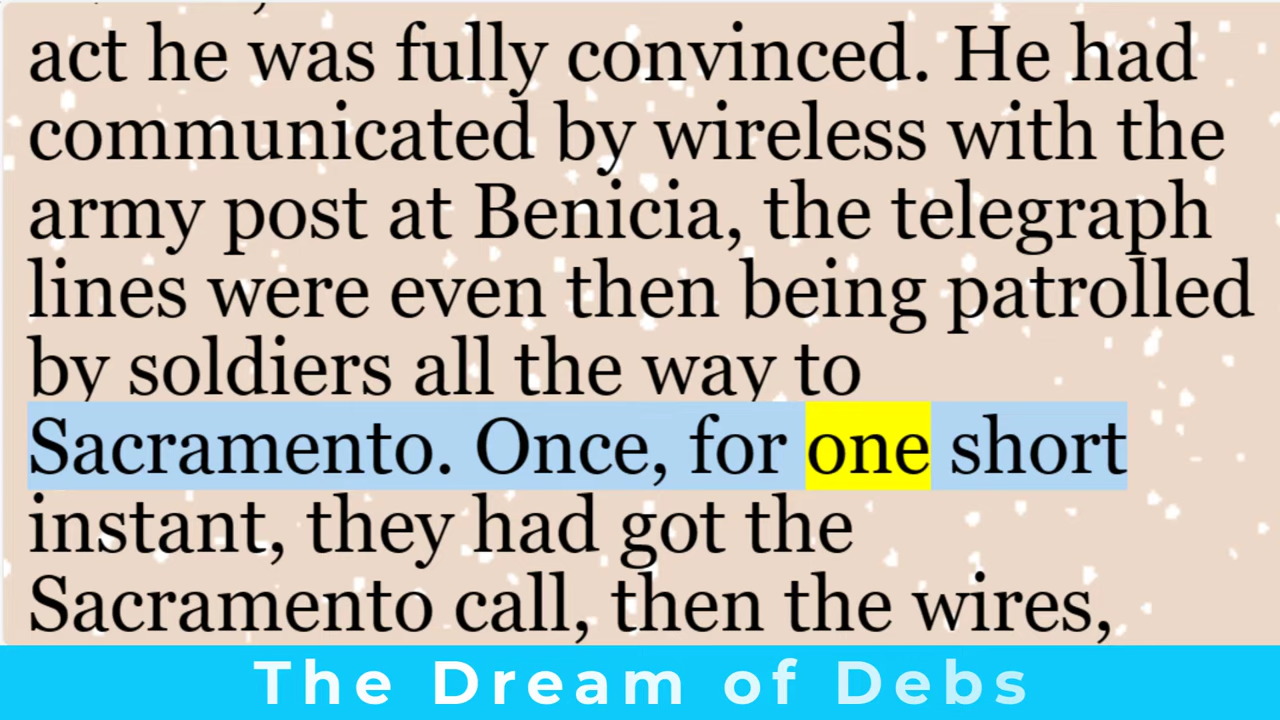 act he was fully convinced. He had
communicated by wireless with the
army post at Benicia, the telegraph
lines were even then being patrolled
by soldiers all the way to
Sacramento. Once, for one short
instant, they had got the
Sacramento call, then the wires,
The Dream of Debs